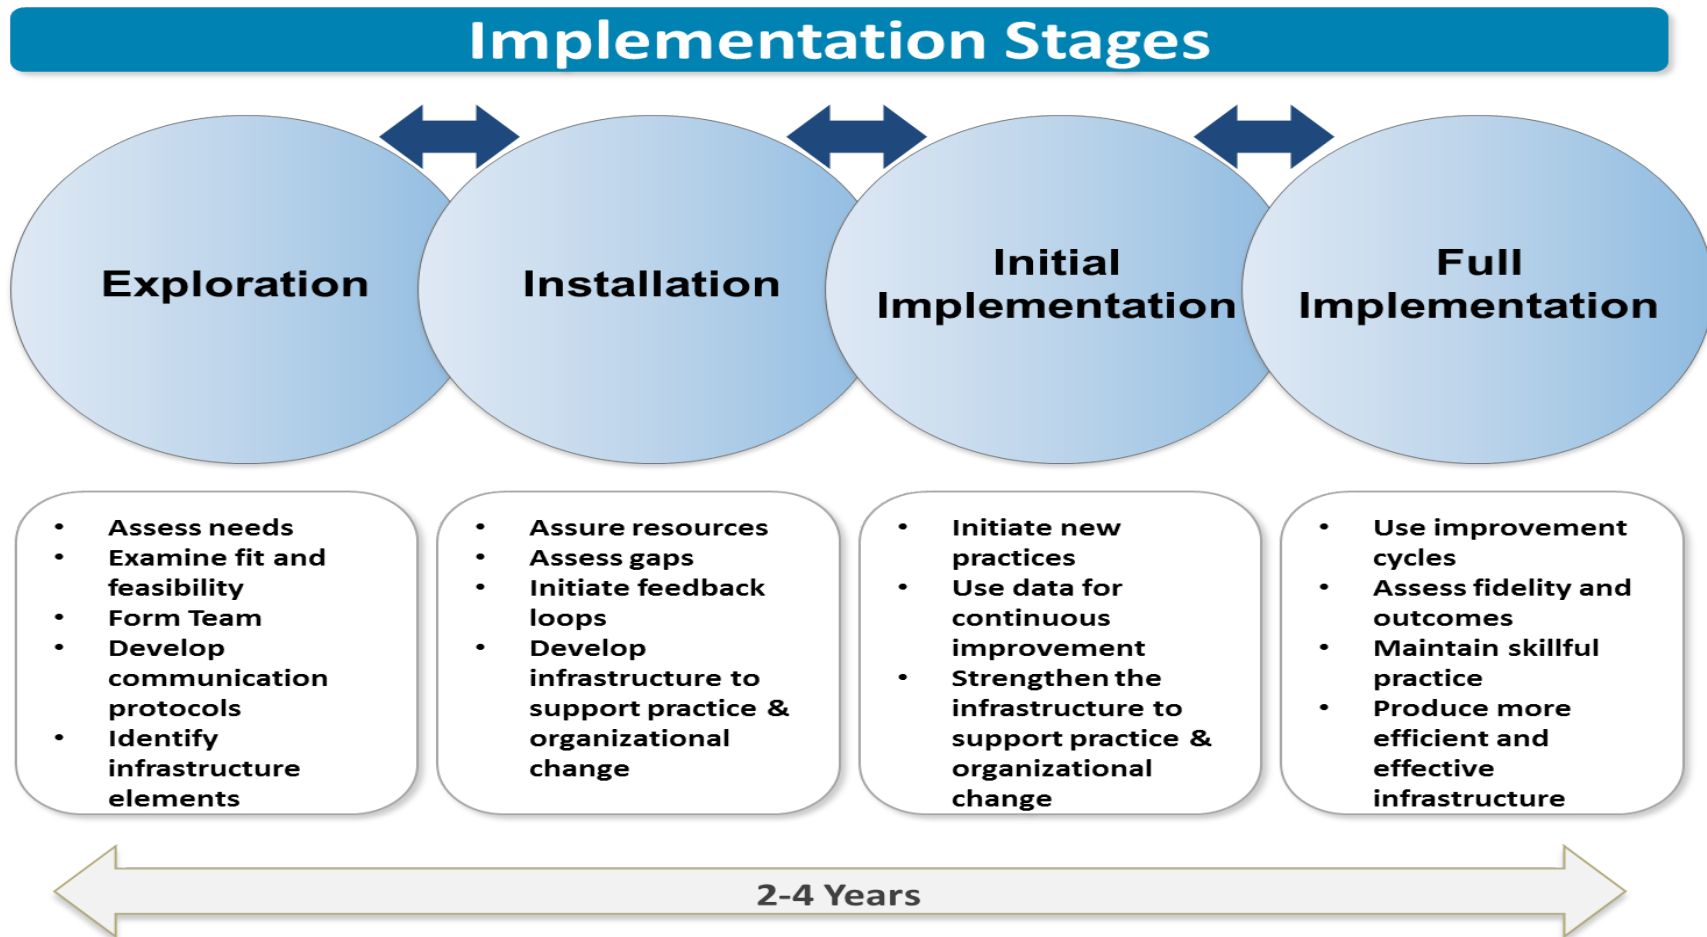 Implementation Stages
Exploration
Installation
Initial
Implementation
Full
Implementation
• Assess needs
• Examine fit and
feasibility
• Form Team
• Develop
communication
protocols
• Identify
infrastructure
elements
• Assure resources
• Assess gaps
• Initiate feedback
loops
• Develop
infrastructure to
support practice &
organizational
change
• Initiate new
practices
• Use data for
continuous
improvement
• Strengthen the
infrastructure to
support practice &
organizational
change
• Use improvement
cycles
• Assess fidelity and
outcomes
• Maintain skillful
practice
• Produce more
efficient and
effective
infrastructure
2-4 Years